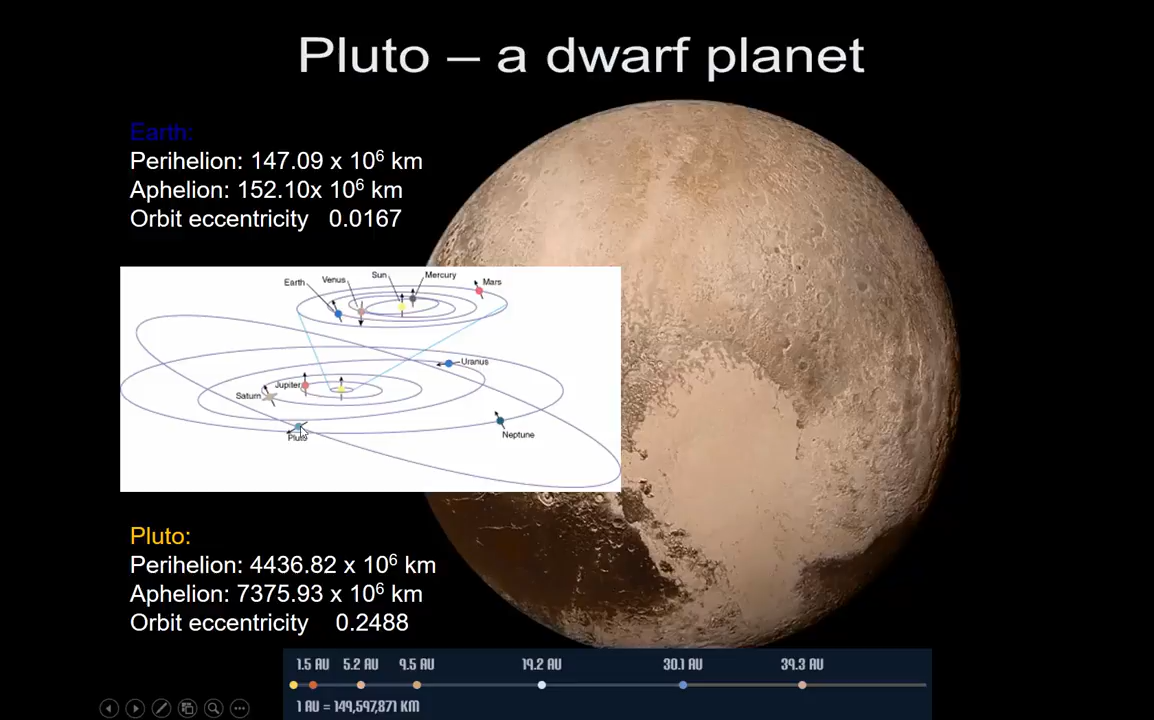 Pluto – a dwarf planet
Earth:
Perihelion: 147.09 x 10⁶ km
Aphelion: 152.10x 10⁶ km
Orbit eccentricity 0.0167
Earth Venus Sun Mercury Mars
Uranus
Jupiter
Saturn
Neptune
Pluto
Pluto:
Perihelion: 4436.82 x 10⁶ km
Aphelion: 7375.93 x 10⁶ km
Orbit eccentricity 0.2488
1.5 AU 5.2 AU 9.5 AU 19.2 AU 30.1 AU 39.3 AU
1 AU = 149,597,871 KM